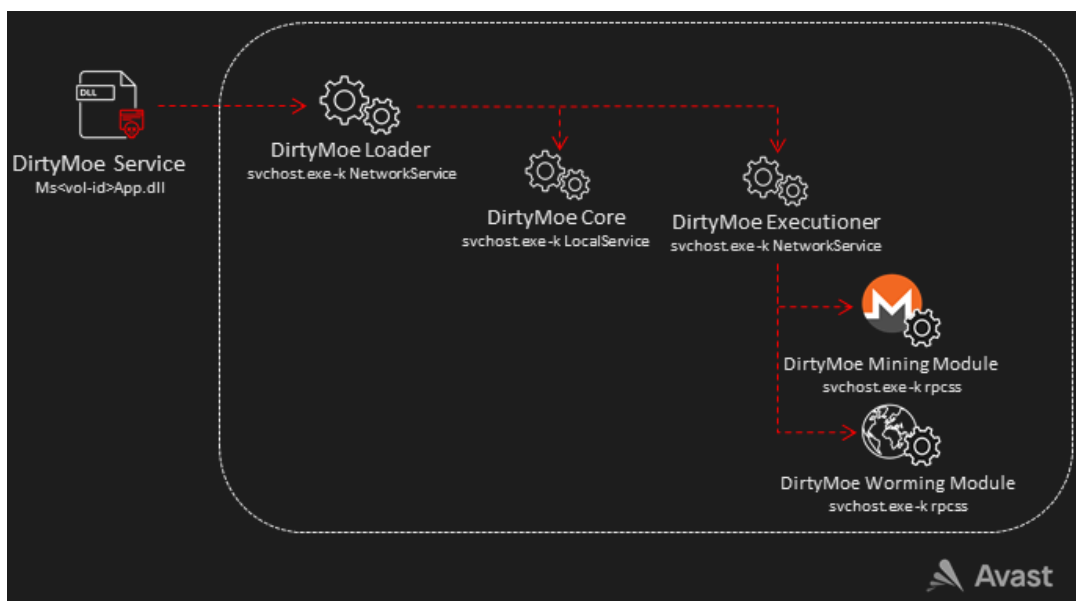 DLL
DirtyMoe Service
Ms<vol-id>App.dll
DirtyMoe Loader
svchost.exe -k NetworkService
DirtyMoe Core
svchost.exe -k LocalService
DirtyMoe Executioner
svchost.exe -k NetworkService
DirtyMoe Mining Module
svchost.exe -k rpcss
DirtyMoe Worming Module
svchost.exe -k rpcss
Avast